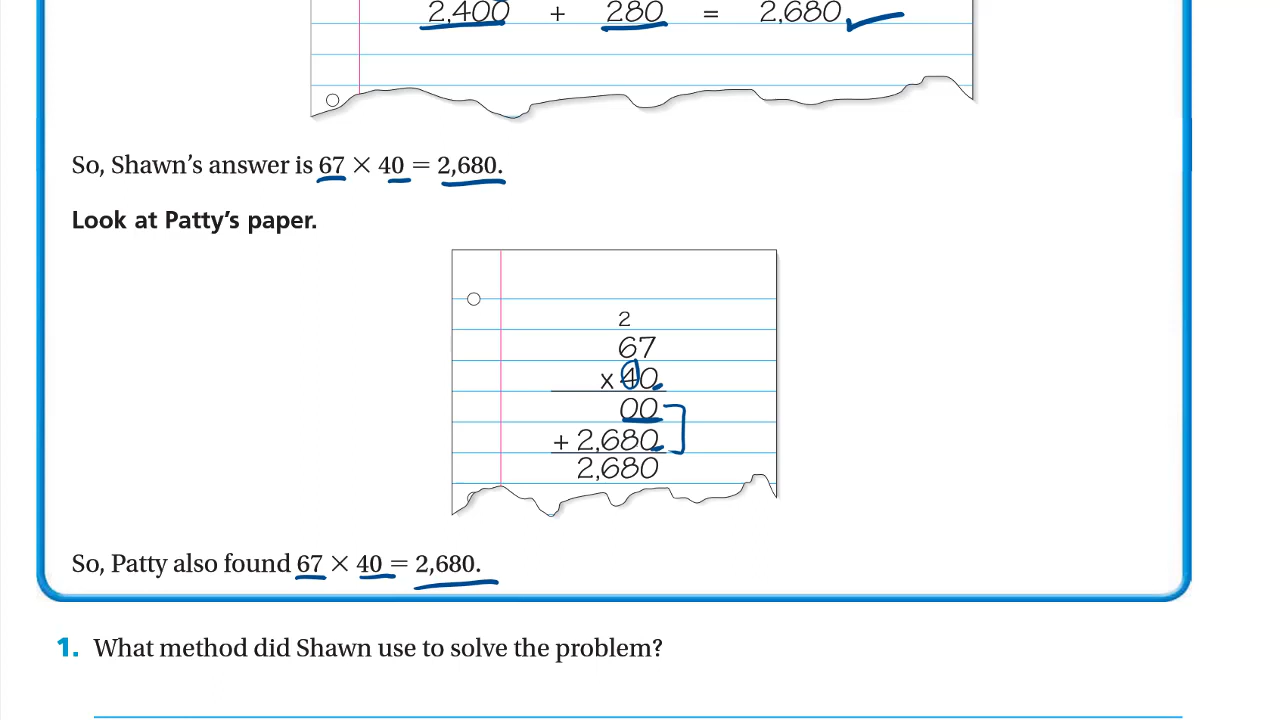 2,400 + 280 = 2,680
So, Shawn’s answer is 67 × 40 = 2,680.
Look at Patty’s paper.
2
67
x 40
00
+ 2,680
2,680
So, Patty also found 67 × 40 = 2,680.
1. What method did Shawn use to solve the problem?